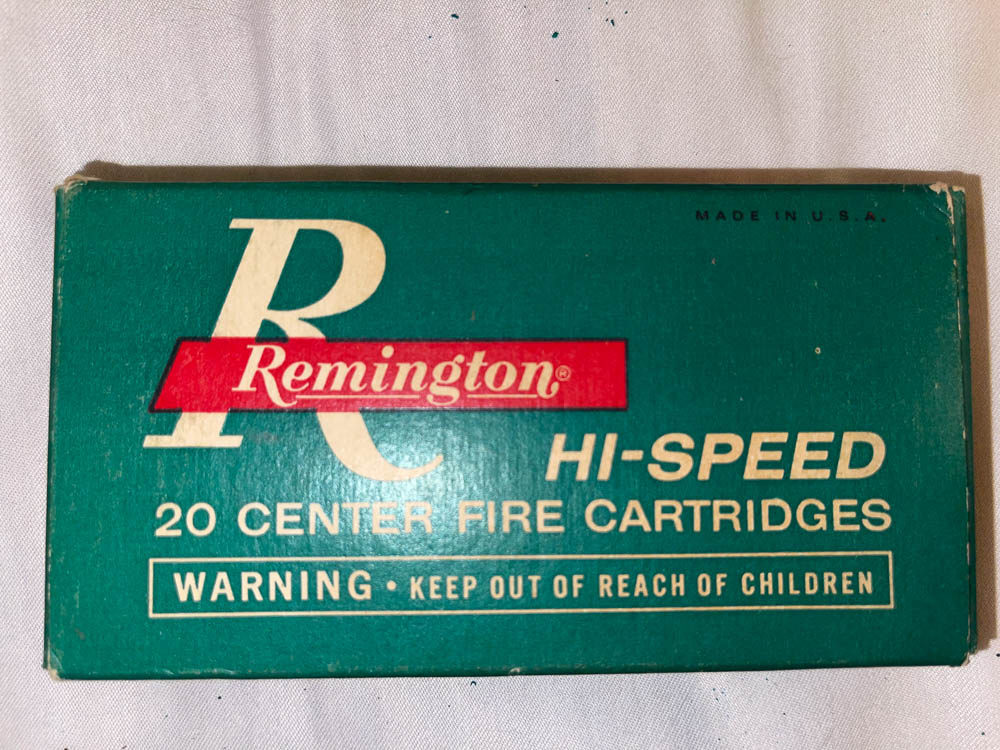 MADE IN U.S.A.
R
Remington®
HI-SPEED
20 CENTER FIRE CARTRIDGES
WARNING • KEEP OUT OF REACH OF CHILDREN